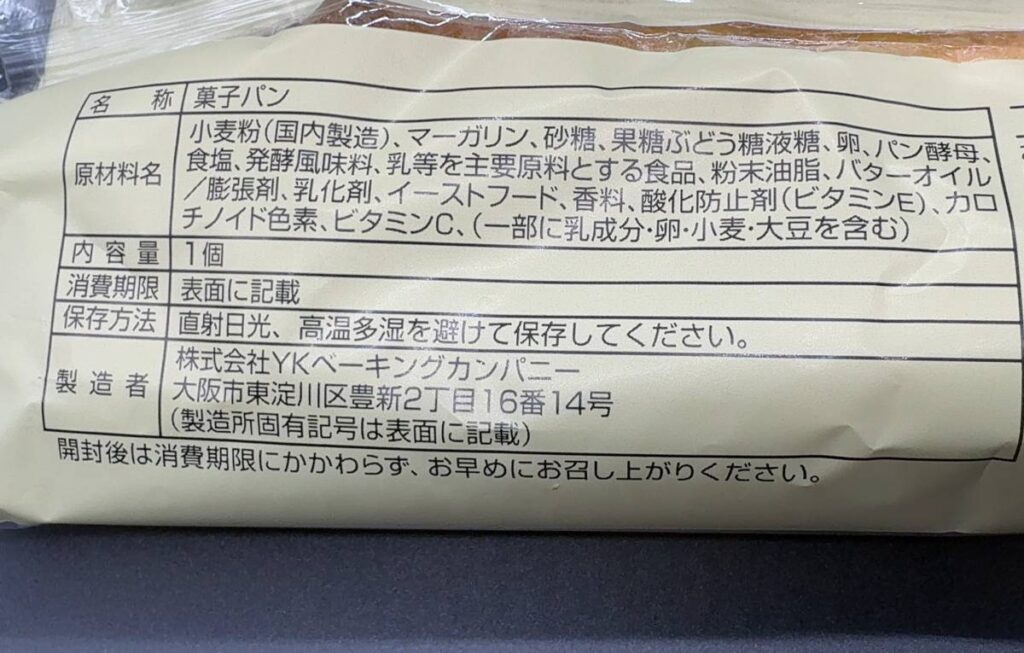 名称 菓子パン
原材料名 小麦粉(国内製造)、マーガリン、砂糖、果糖ぶどう糖液糖、卵、パン酵母、
食塩、発酵風味料、乳等を主要原料とする食品、粉末油脂、バターオイル
/膨張剤、乳化剤、イーストフード、香料、酸化防止剤(ビタミンE)、カロ
チノイド色素、ビタミンC、(一部に乳成分・卵・小麦・大豆を含む)
内容量 1個
消費期限 表面に記載
保存方法 直射日光、高温多湿を避けて保存してください。
製造者 株式会社YKベーキングカンパニー
大阪市東淀川区豊新2丁目16番14号
(製造所固有記号は表面に記載)
開封後は消費期限にかかわらず、お早めにお召し上がりください。